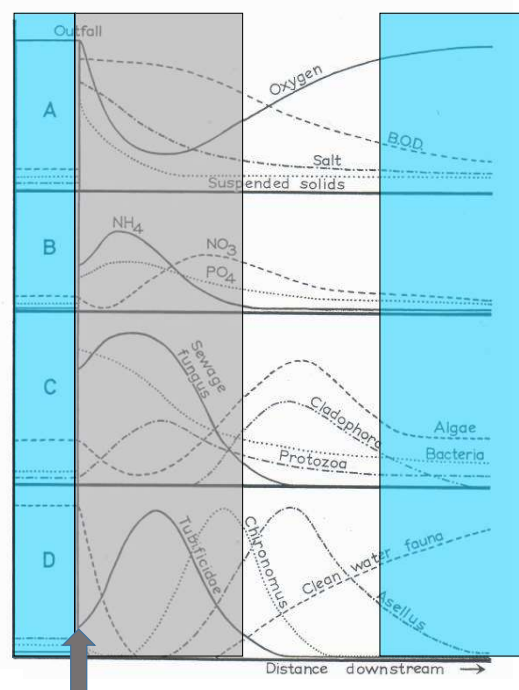 Outfall
A
Oxygen
B.O.D
Salt
Suspended solids
B
NH4
NO3
PO4
C
Sewage fungus
Cladophora
Algae
Protozoa
Bacteria
D
Tubificidae
Chironomus
Clean water fauna
Asellus
Distance downstream →